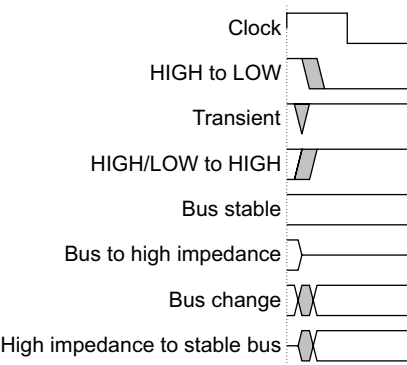 Clock
HIGH to LOW
Transient
HIGH/LOW to HIGH
Bus stable
Bus to high impedance
Bus change
High impedance to stable bus